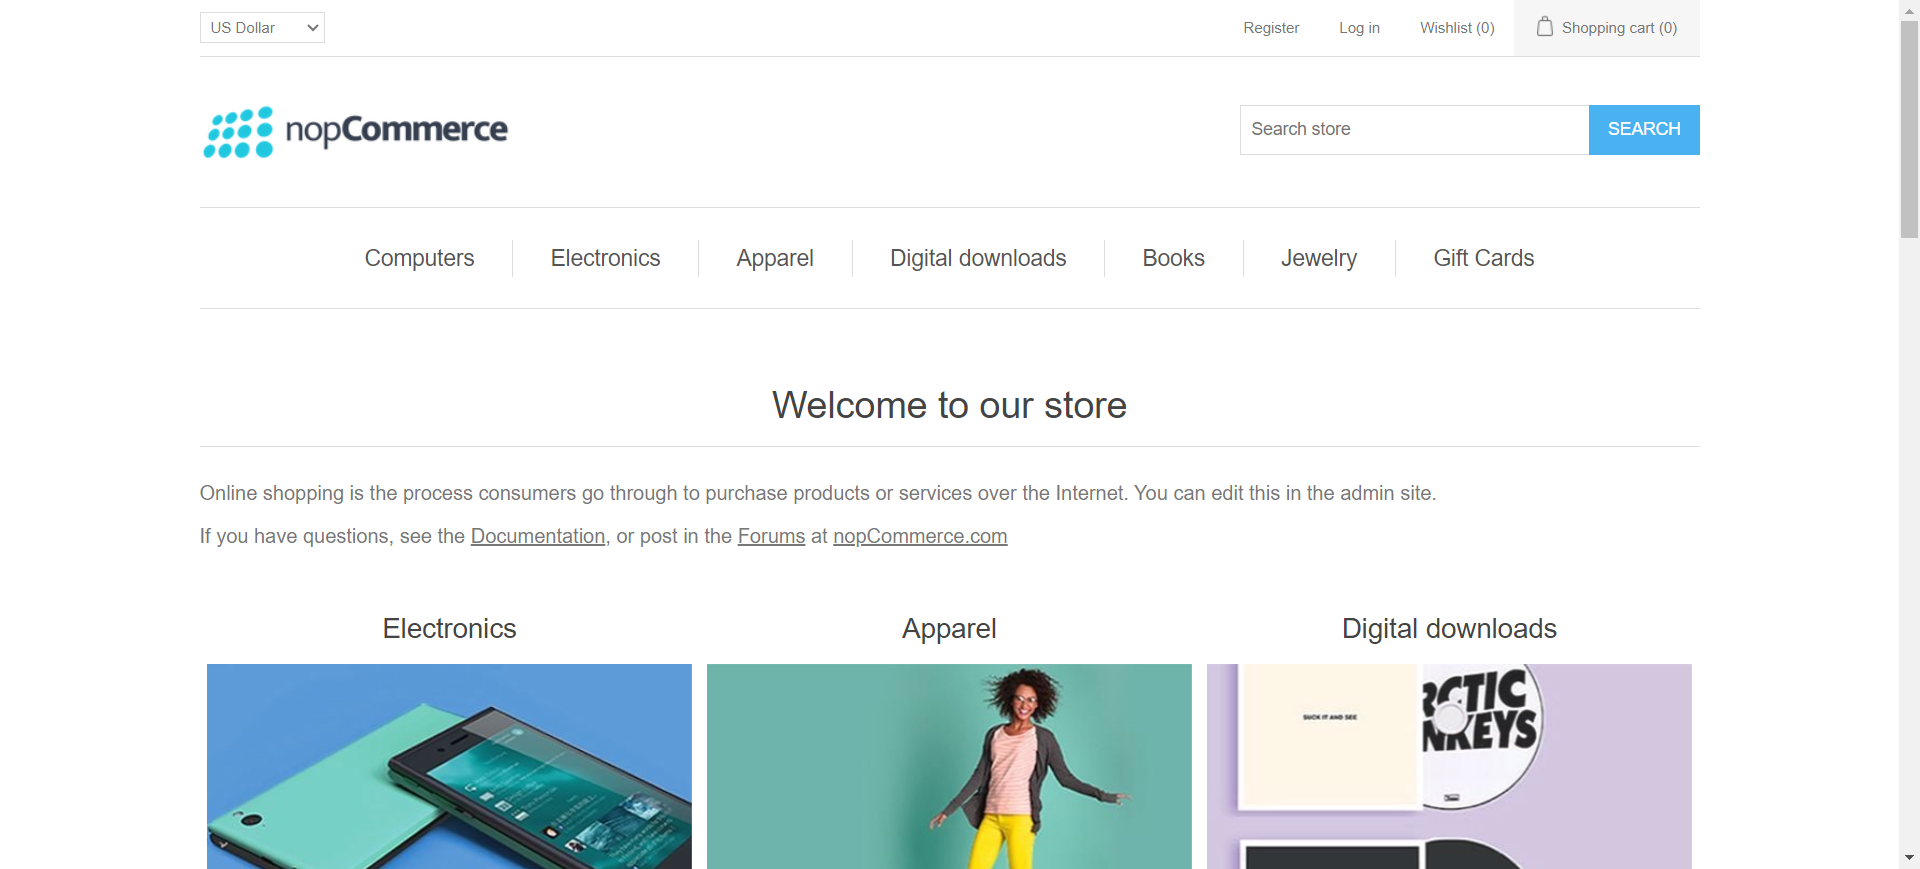 US Dollar
Register
Log in
Wishlist (0)
Shopping cart (0)
nopCommerce
Search store
SEARCH
Computers
Electronics
Apparel
Digital downloads
Books
Jewelry
Gift Cards
Welcome to our store
Online shopping is the process consumers go through to purchase products or services over the Internet. You can edit this in the admin site.
If you have questions, see the Documentation, or post in the Forums at nopCommerce.com
Electronics
Apparel
Digital downloads
SUCK IT AND SEE
RCTIC
NKEYS